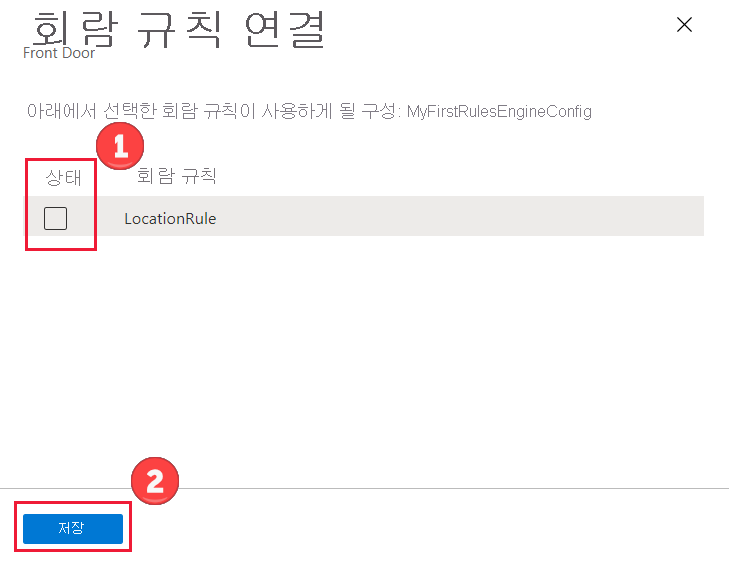 회람 규칙 연결
Front Door
아래에서 선택한 회람 규칙이 사용하게 될 구성: MyFirstRulesEngineConfig
1
상태 회람 규칙
LocationRule
2
저장